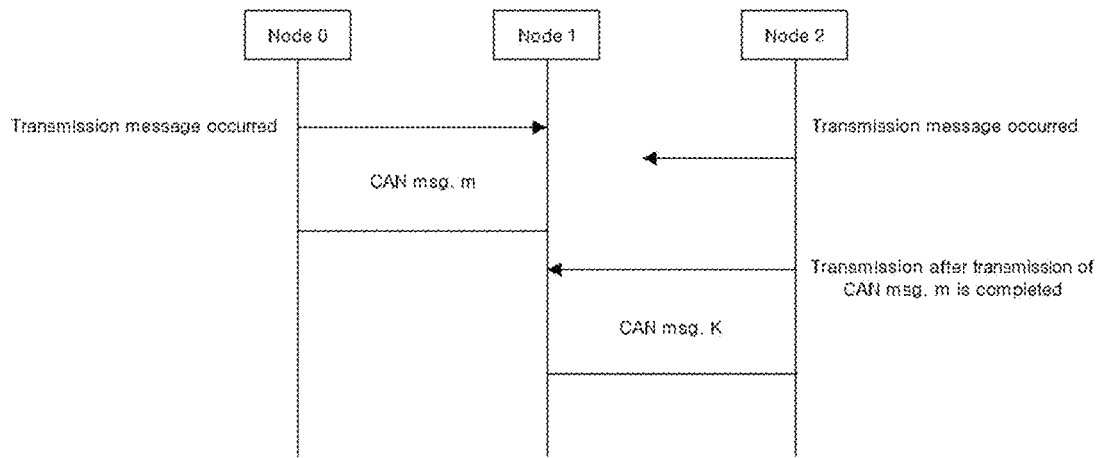 Node 0
Node 1
Node 2
Transmission message occurred
Transmission message occurred
CAN msg. m
Transmission after transmission of
CAN msg. m is completed
CAN msg. K